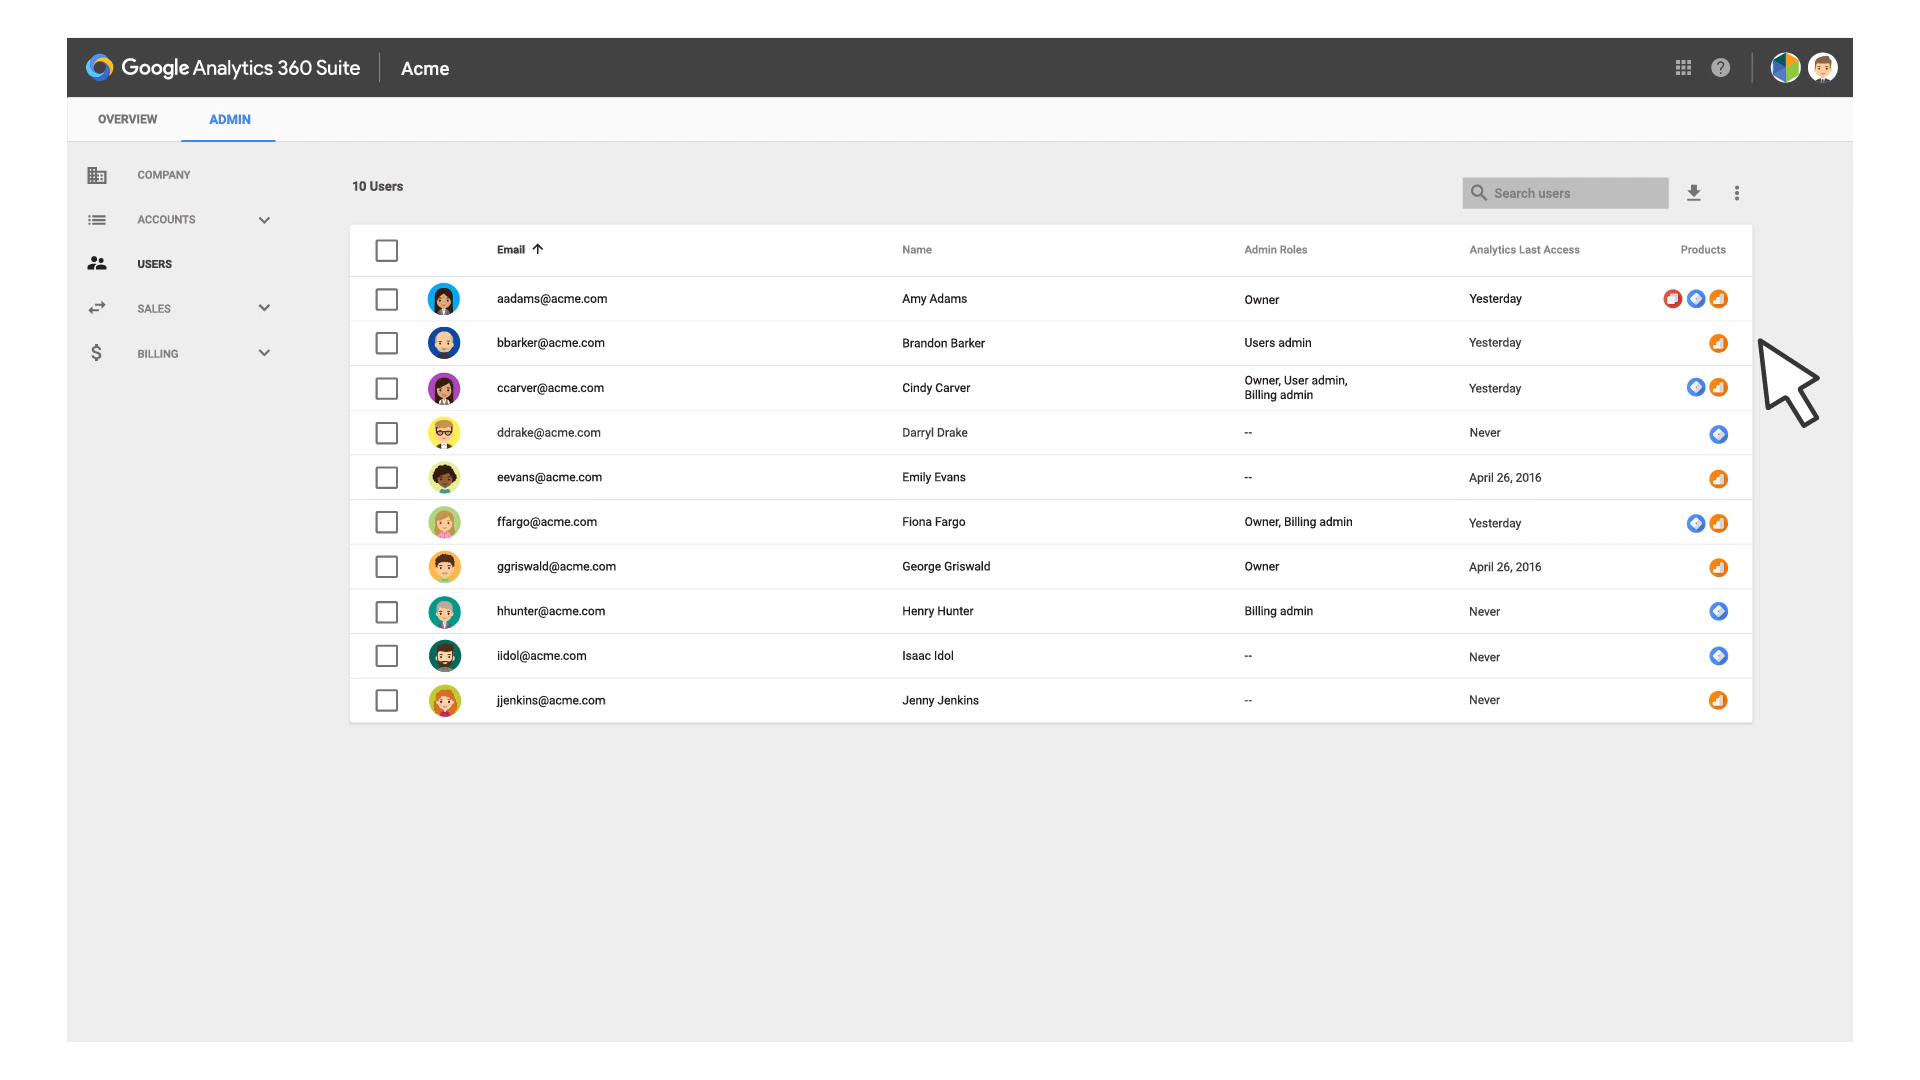 Google Analytics 360 Suite
Acme
OVERVIEW
ADMIN
COMPANY
ACCOUNTS
USERS
SALES
BILLING
10 Users
Search users
Email Name Admin Roles Analytics Last Access Products
aadams@acme.com Amy Adams Owner Yesterday
bbarker@acme.com Brandon Barker Users admin Yesterday
ccarver@acme.com Cindy Carver Owner, User admin, Yesterday
Billing admin
ddrake@acme.com Darryl Drake -- Never
eevans@acme.com Emily Evans -- April 26, 2016
ffargo@acme.com Fiona Fargo Owner, Billing admin Yesterday
ggriswald@acme.com George Griswald Owner April 26, 2016
hhunter@acme.com Henry Hunter Billing admin Never
iidol@acme.com Isaac Idol -- Never
jjenkins@acme.com Jenny Jenkins -- Never